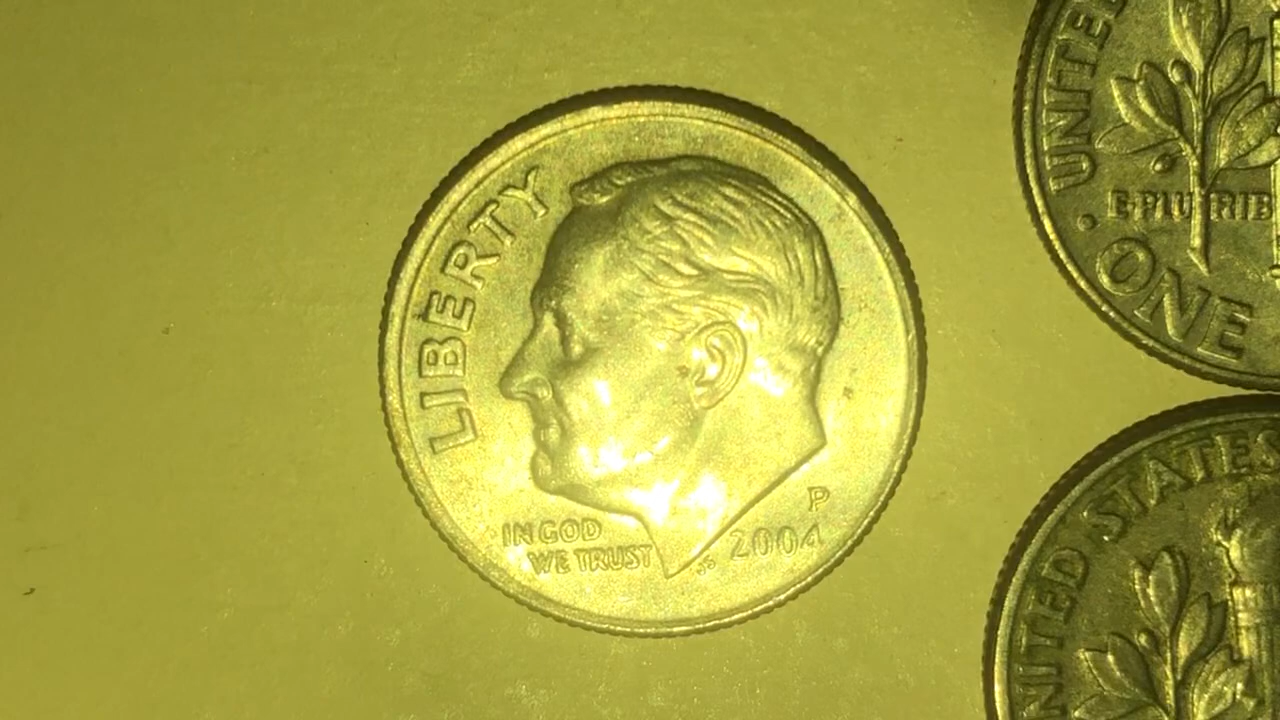 LIBERTY
IN GOD
WE TRUST
JS
P
2004
UNITED
E·PLURIB
• ONE
UNITED STATES